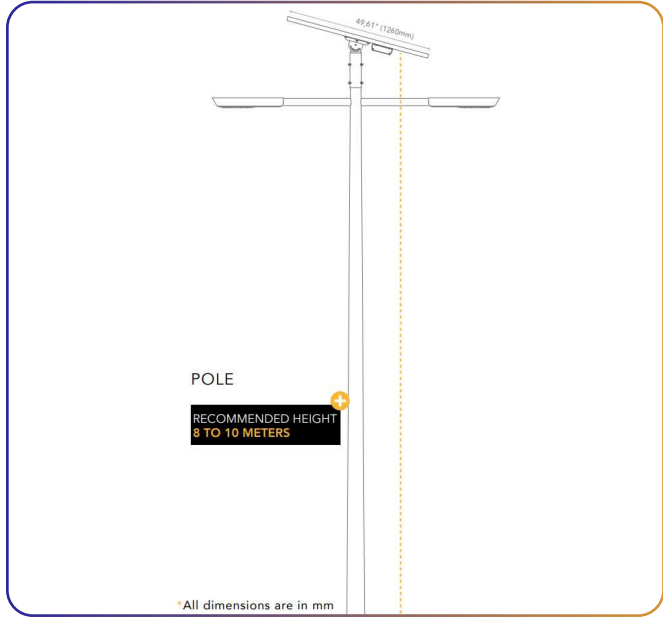 49,61" (1260mm)
POLE
RECOMMENDED HEIGHT
8 TO 10 METERS
*All dimensions are in mm